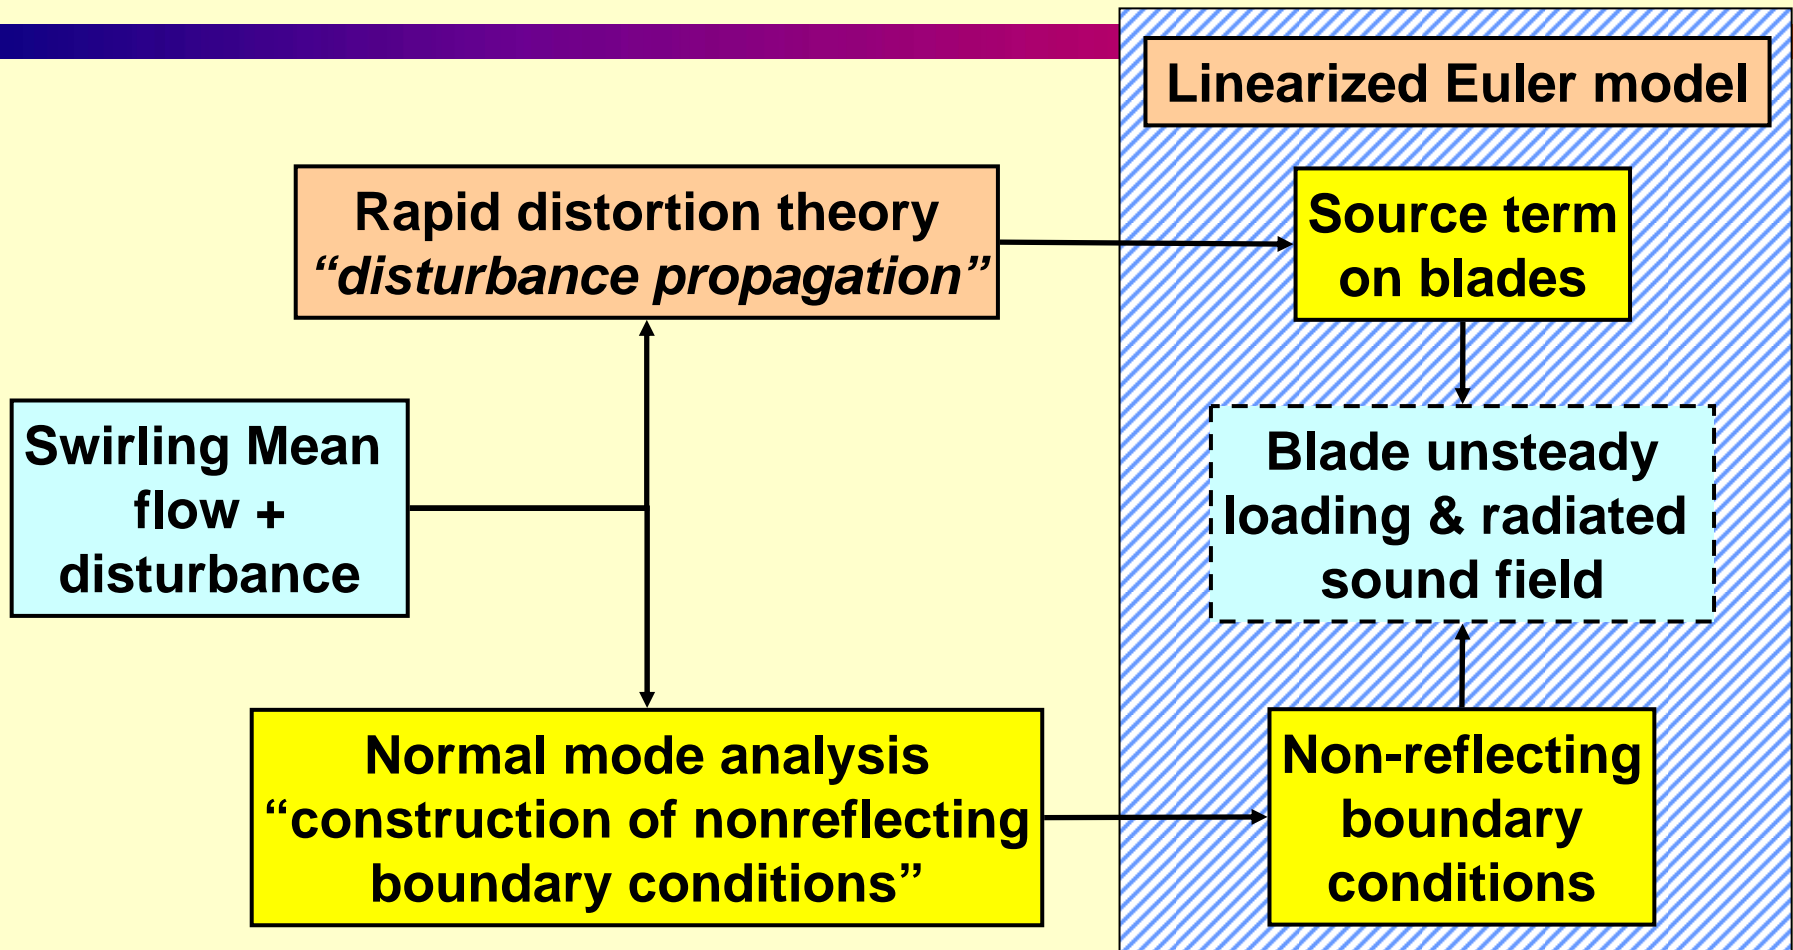 Linearized Euler model
Rapid distortion theory
“disturbance propagation”
Source term
on blades
Swirling Mean
flow +
disturbance
Blade unsteady
loading & radiated
sound field
Normal mode analysis
“construction of nonreflecting
boundary conditions”
Non-reflecting
boundary
conditions